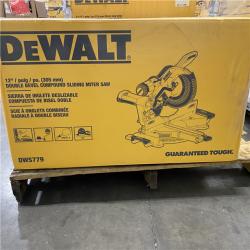 DEWALT
12" / pulg / po. (305 mm)
DOUBLE BEVEL COMPOUND SLIDING MITER SAW
SIERRA DE INGLETE DESLIZABLE
COMPUESTA DE BISEL DOBLE
SCIE À ONGLETS COMBINÉE
RADIALE À DOUBLE BISEAU
GUARANTEED TOUGH.
DWS779